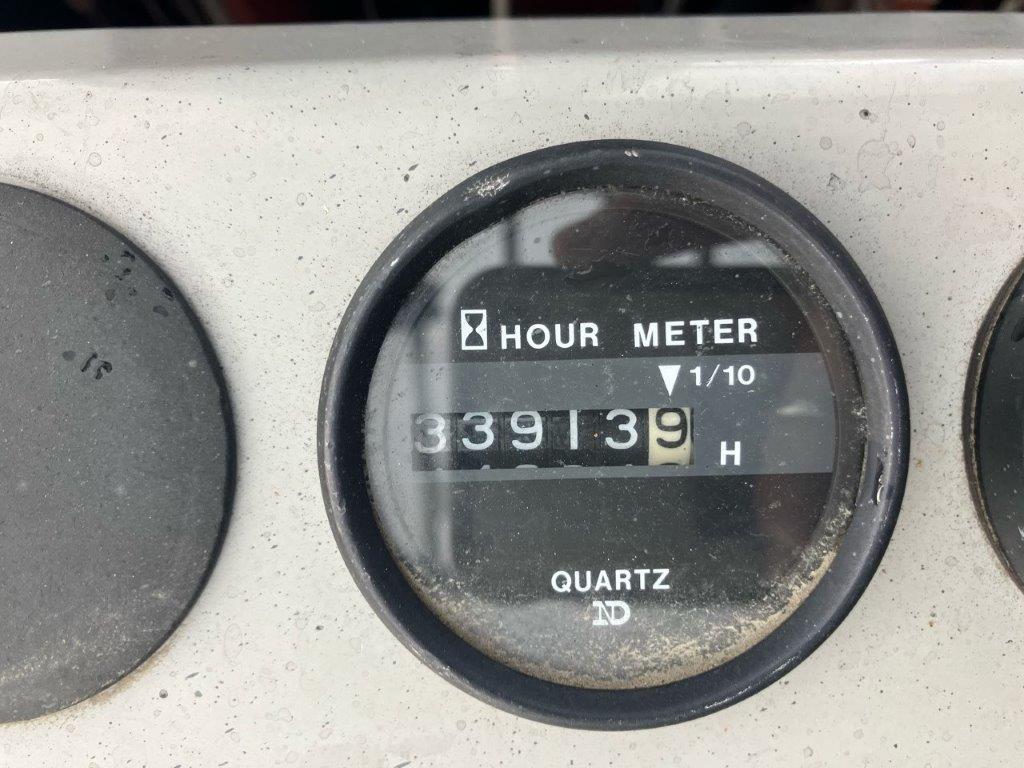 HOUR METER
1/10
339139
H
QUARTZ
ND